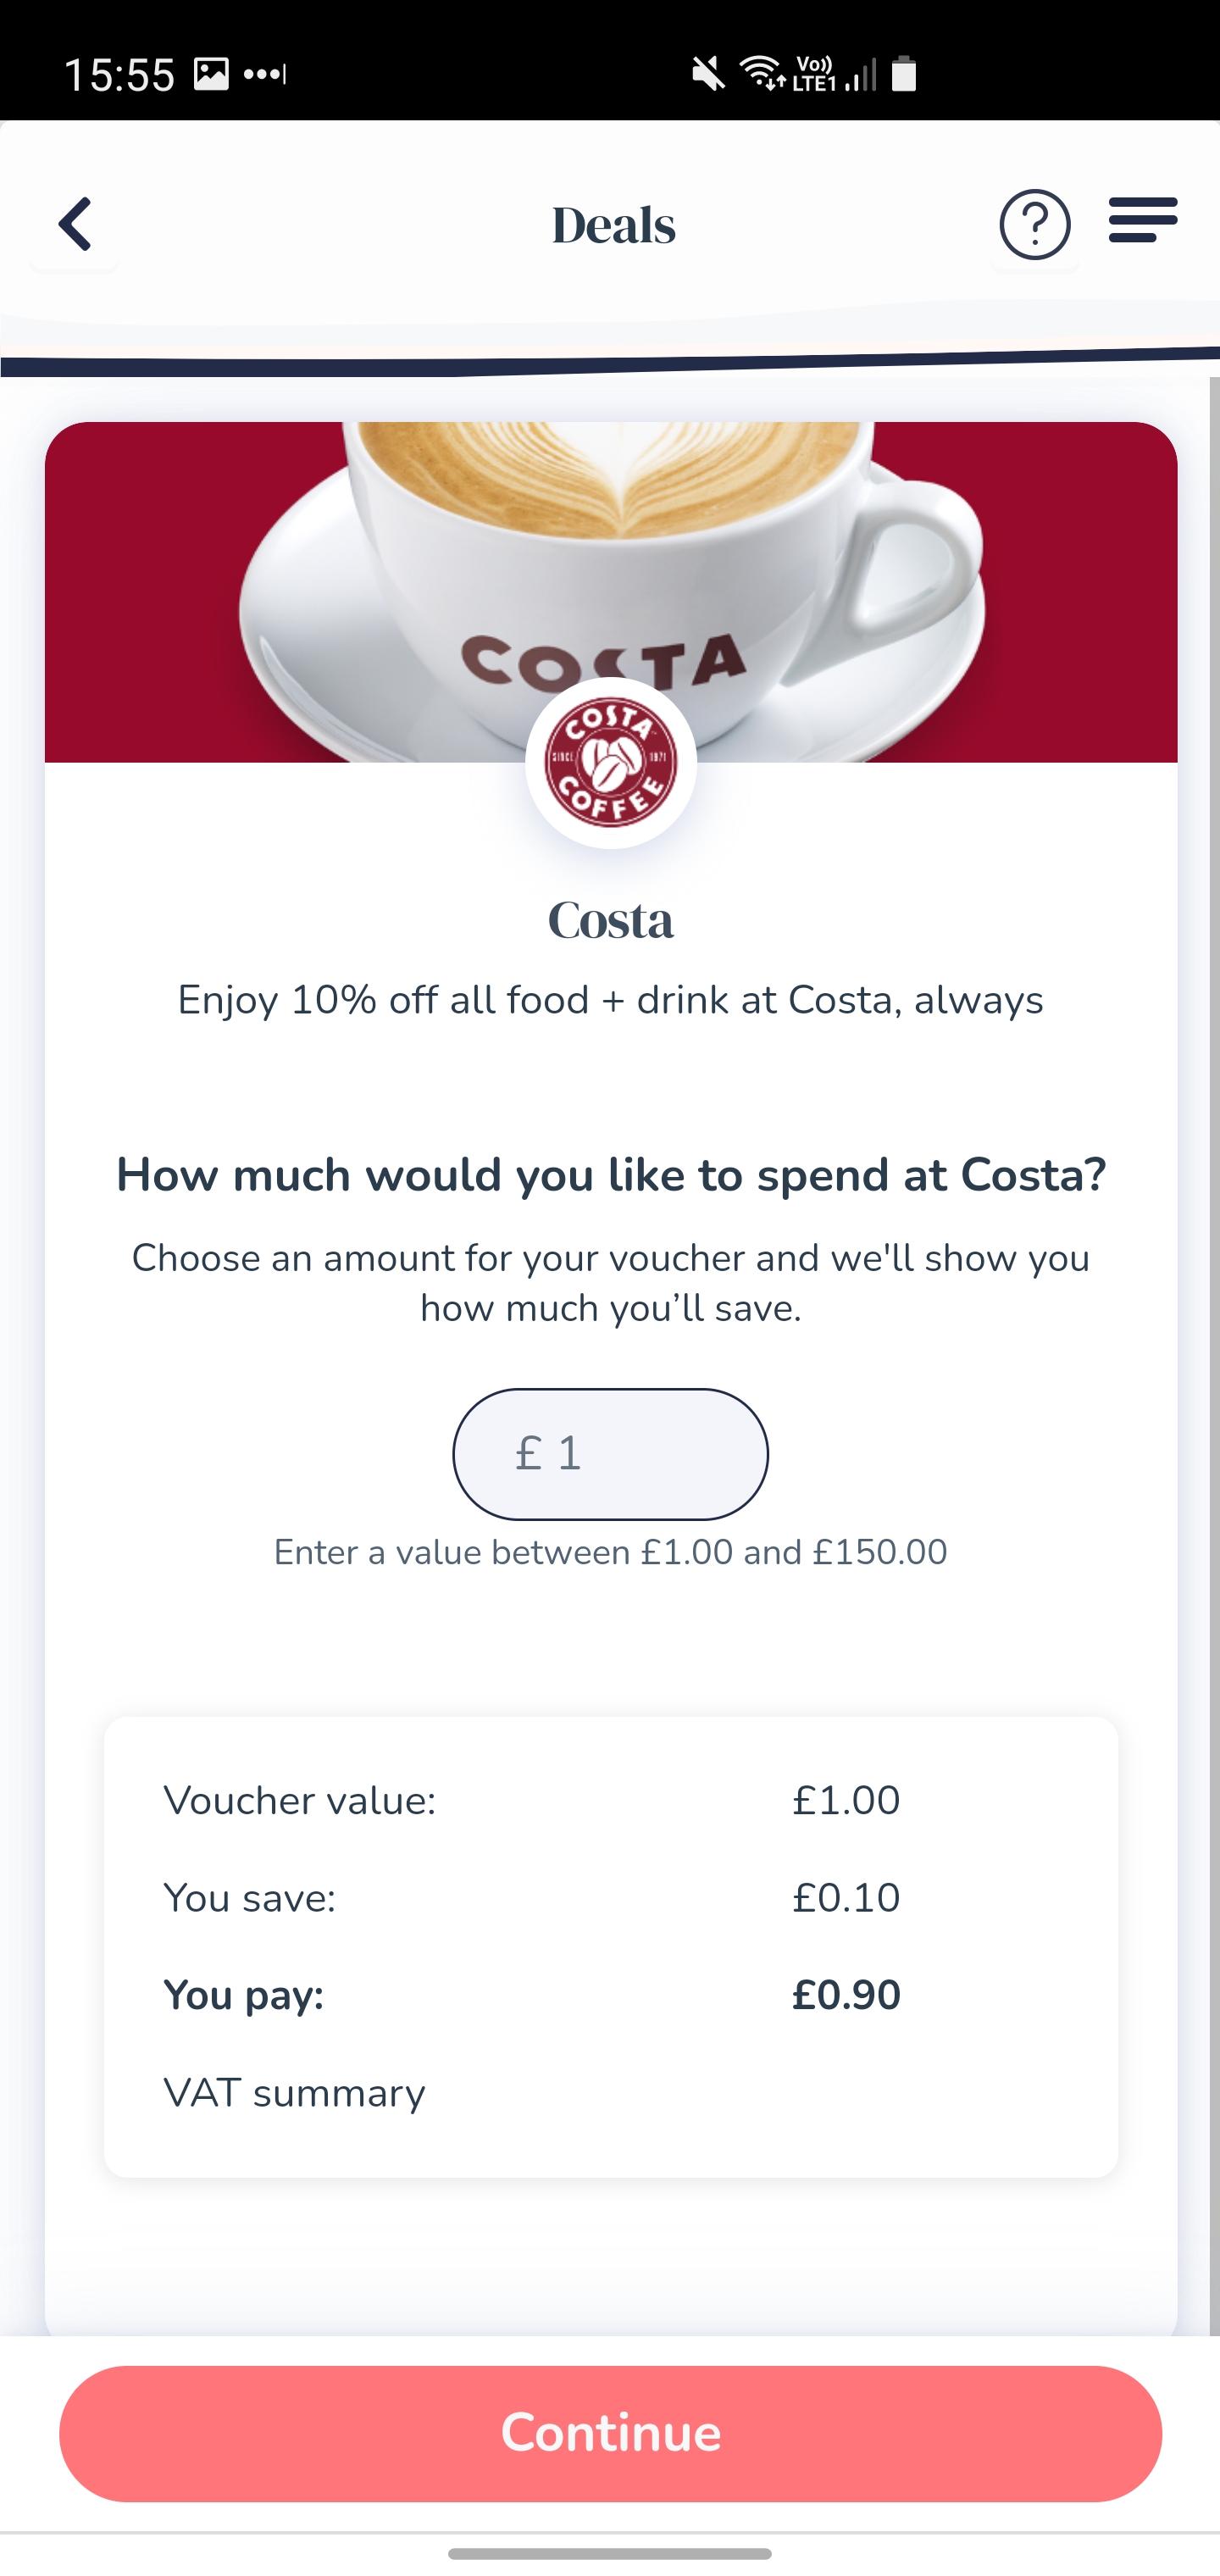 15:55
Vo))
LTE1
Deals
COSTA
COSTA
SINCE 1971
COFFEE
Costa
Enjoy 10% off all food + drink at Costa, always
How much would you like to spend at Costa?
Choose an amount for your voucher and we'll show you
how much you’ll save.
£ 1
Enter a value between £1.00 and £150.00
Voucher value: £1.00
You save: £0.10
You pay: £0.90
VAT summary
Continue